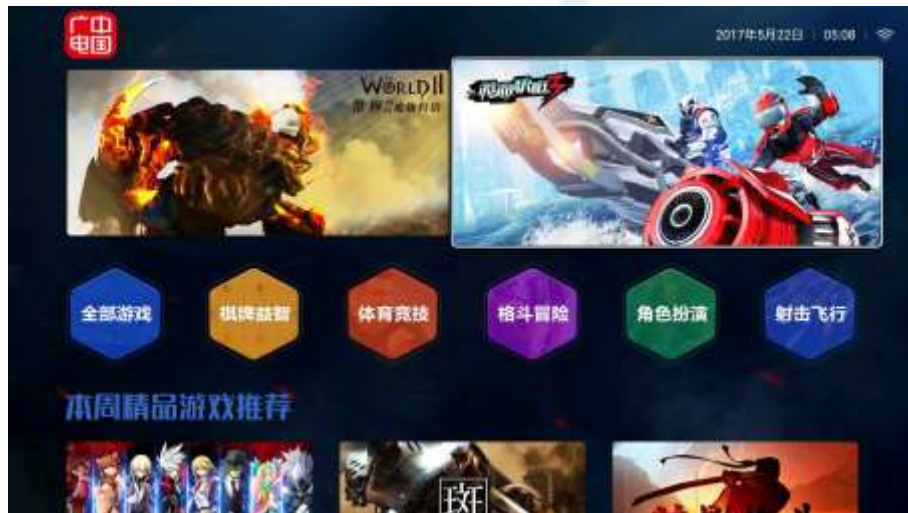 广中
电国
2017年5月22日 05:08
WORLD II
全部游戏
棋牌益智
体育竞技
格斗冒险
角色扮演
射击飞行
本周精品游戏推荐
斑